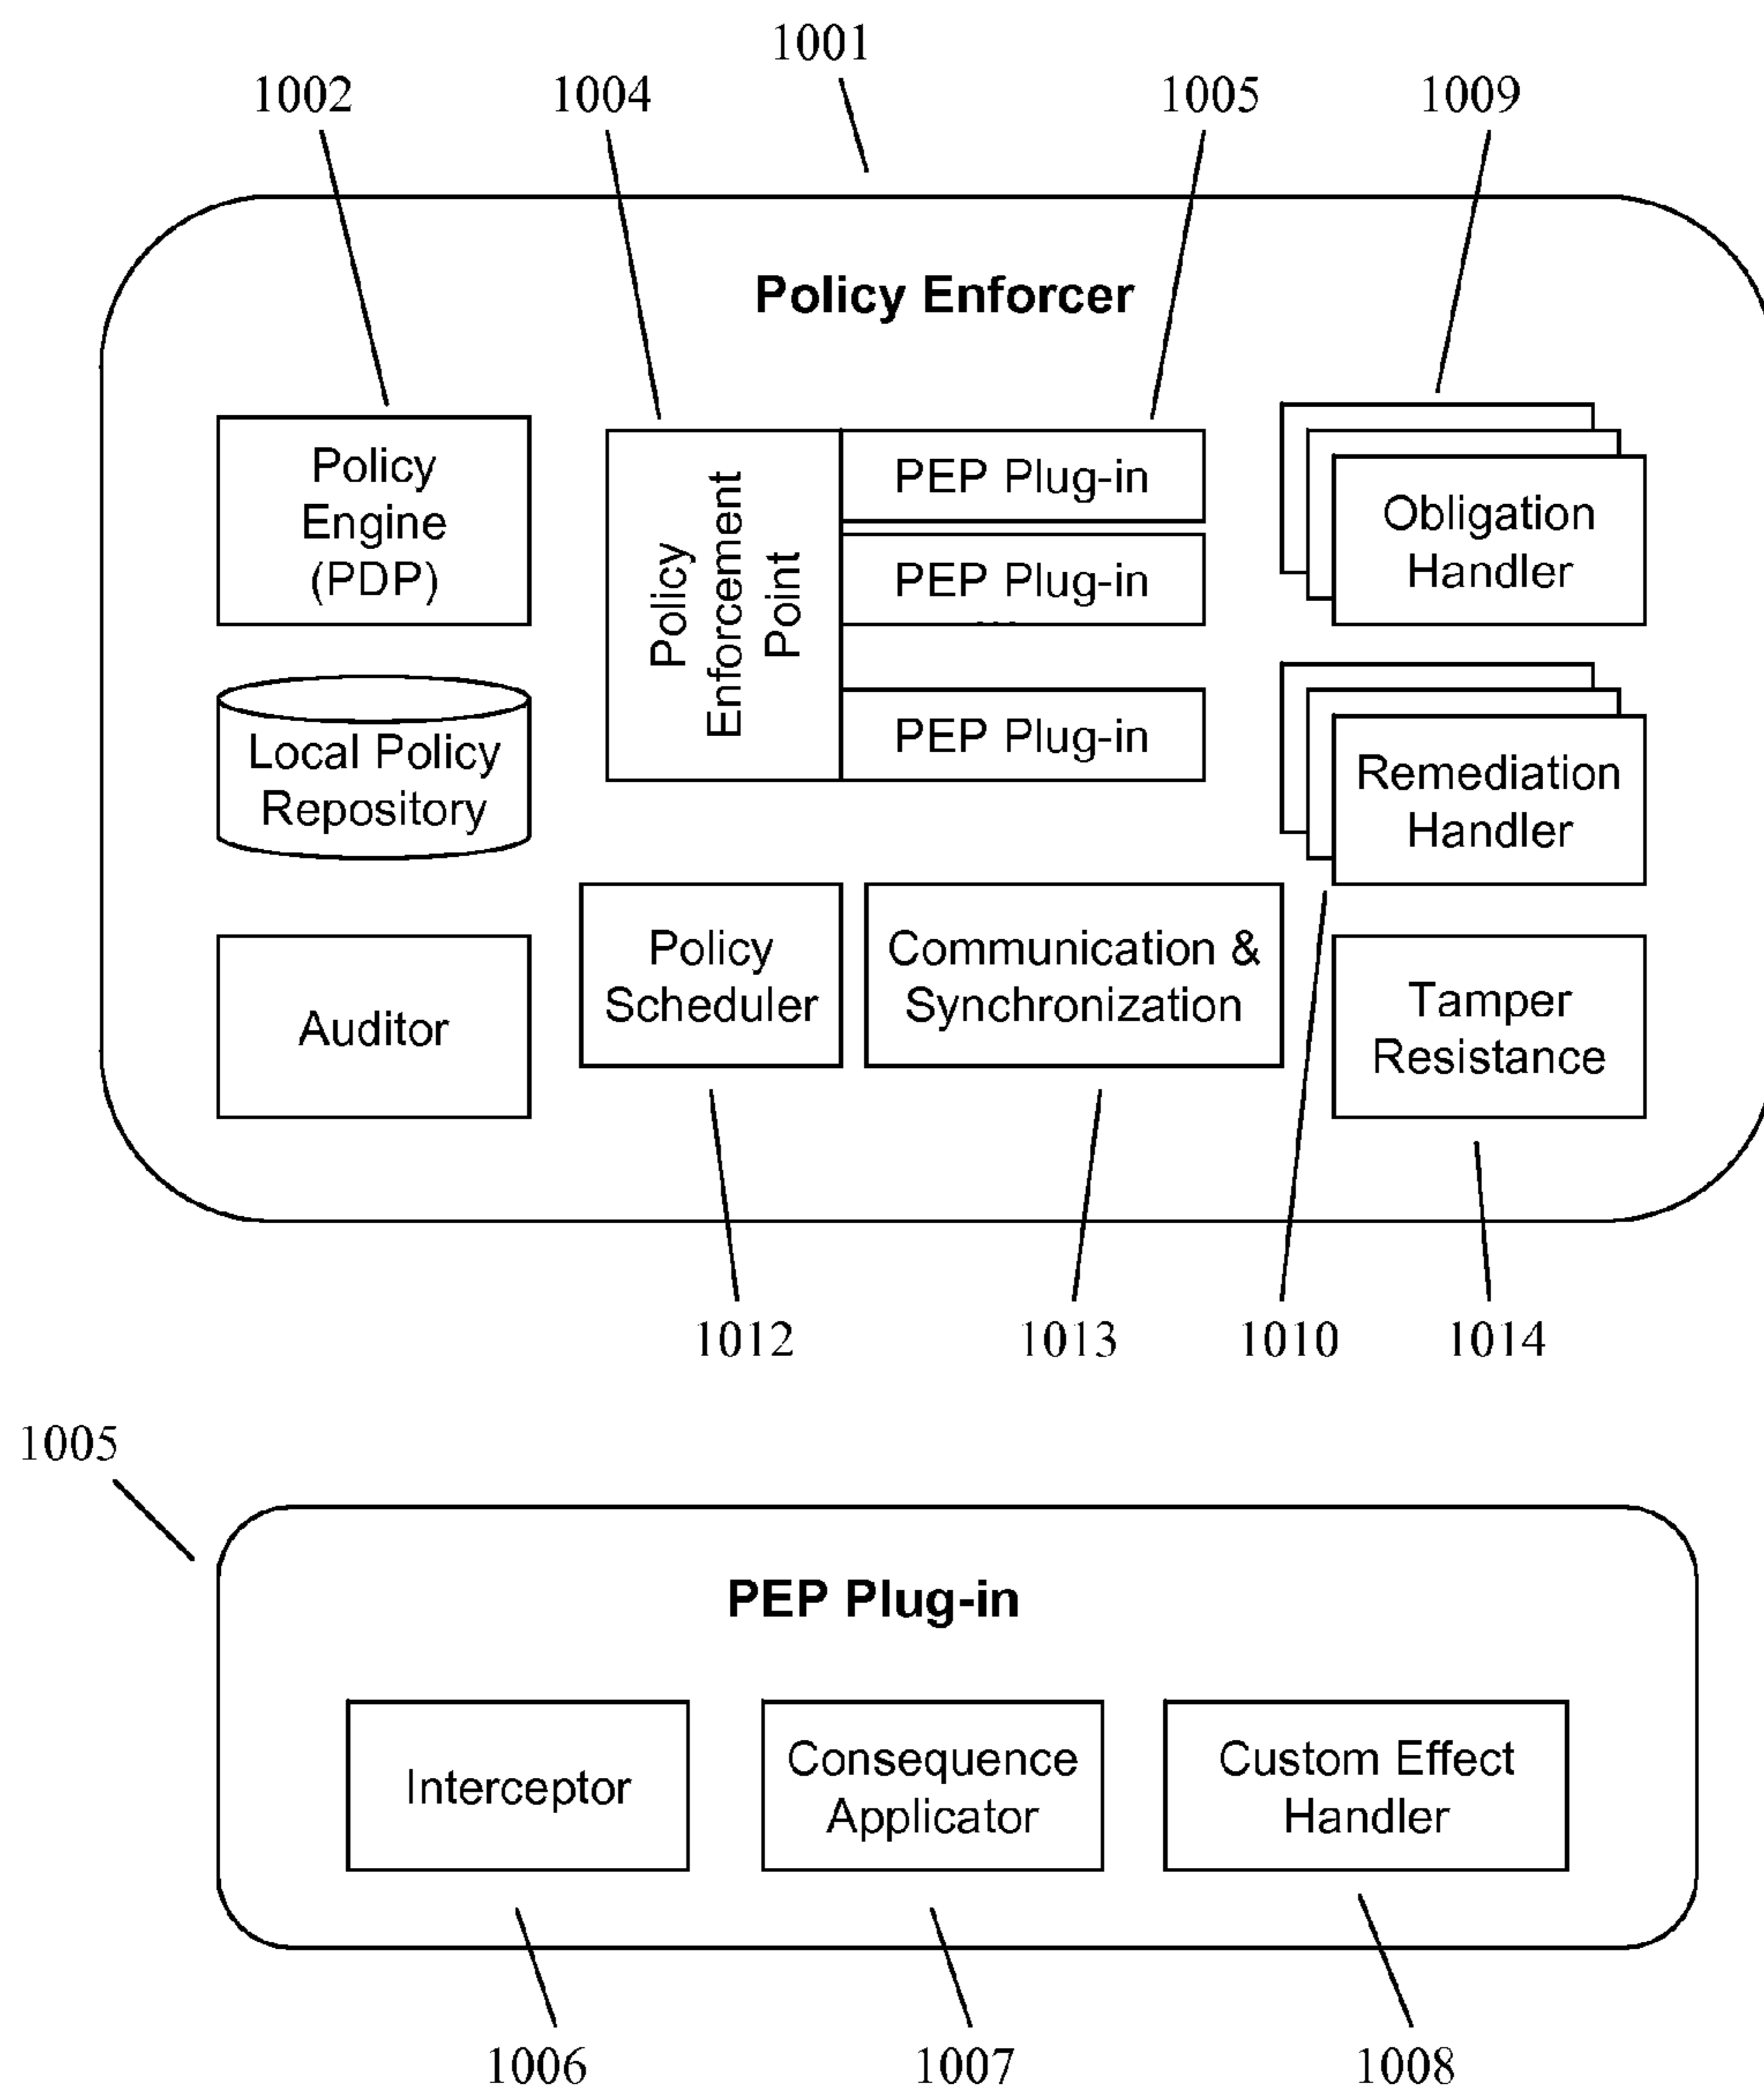 1001
1002
1004
1005
1009
Policy Enforcer
Policy
Engine
(PDP)
Policy
Enforcement
Point
PEP Plug-in
PEP Plug-in
...
PEP Plug-in
Obligation
Handler
Local Policy
Repository
Remediation
Handler
Auditor
Policy
Scheduler
Communication &
Synchronization
Tamper
Resistance
1012
1013
1010
1014
1005
PEP Plug-in
Interceptor
Consequence
Applicator
Custom Effect
Handler
1006
1007
1008